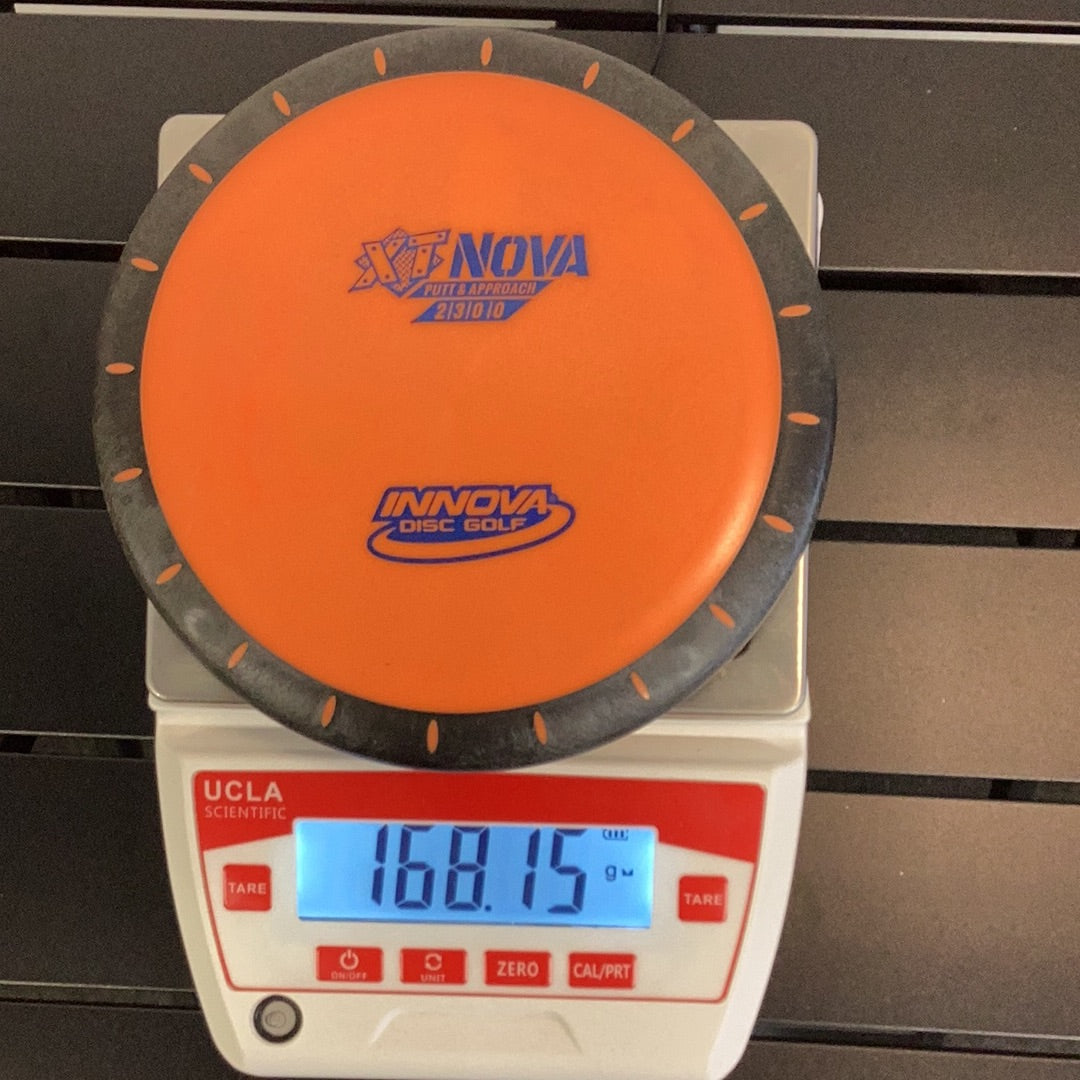 XT NOVA
PUTT & APPROACH
2|3|0|0
INNOVA
DISC GOLF
UCLA
SCIENTIFIC
168.15 g
TARE
TARE
ON/OFF
UNIT
ZERO
CAL/PRT